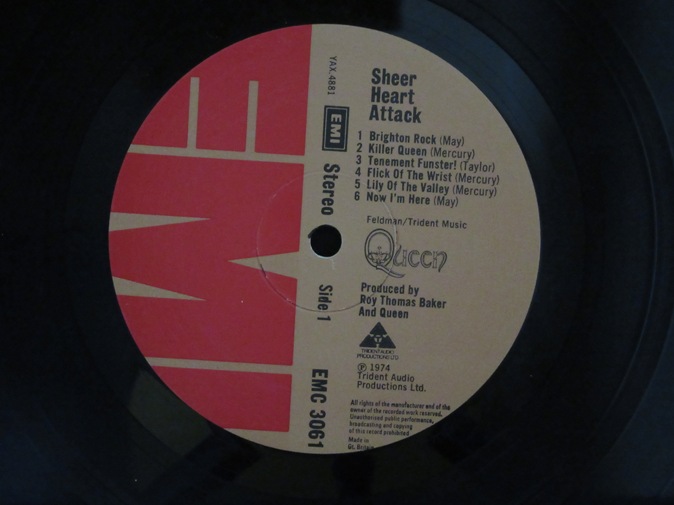 Sheer
Heart
Attack
1 Brighton Rock (May)
2 Killer Queen (Mercury)
3 Tenement Funster! (Taylor)
4 Flick Of The Wrist (Mercury)
5 Lily Of The Valley (Mercury)
6 Now I'm Here (May)
Feldman/Trident Music
Queen
Produced by
Roy Thomas Baker
And Queen
TRIDENT AUDIO
PRODUCTIONS LTD
℗ 1974
Trident Audio
Productions Ltd.
All rights of the manufacturer and of the
owner of the recorded work reserved.
Unauthorised public performance,
broadcasting and copying
of this record prohibited
Made in
Gt. Britain
YAX.4881
EMI
Stereo
Side 1
EMC 3061
EMI